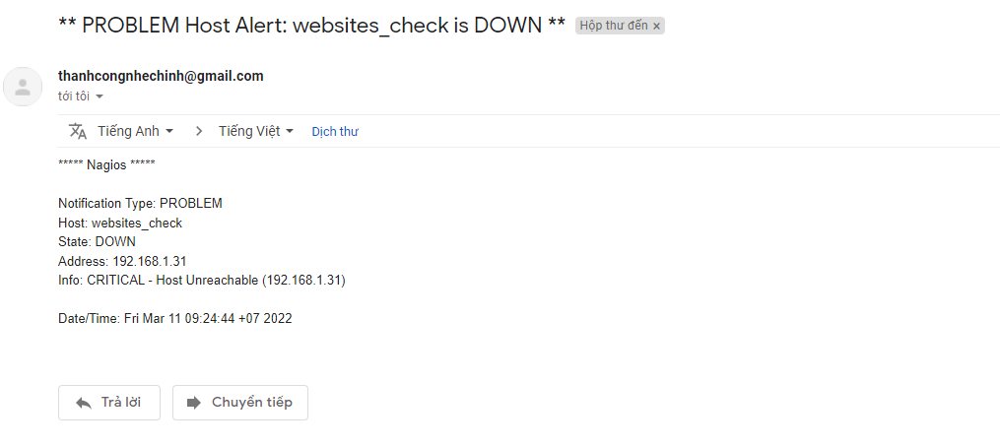 ** PROBLEM Host Alert: websites_check is DOWN ** Hộp thư đến ×
thanhcongnhechinh@gmail.com
tới tôi
Tiếng Anh > Tiếng Việt Dịch thư
***** Nagios *****
Notification Type: PROBLEM
Host: websites_check
State: DOWN
Address: 192.168.1.31
Info: CRITICAL - Host Unreachable (192.168.1.31)
Date/Time: Fri Mar 11 09:24:44 +07 2022
Trả lời Chuyển tiếp